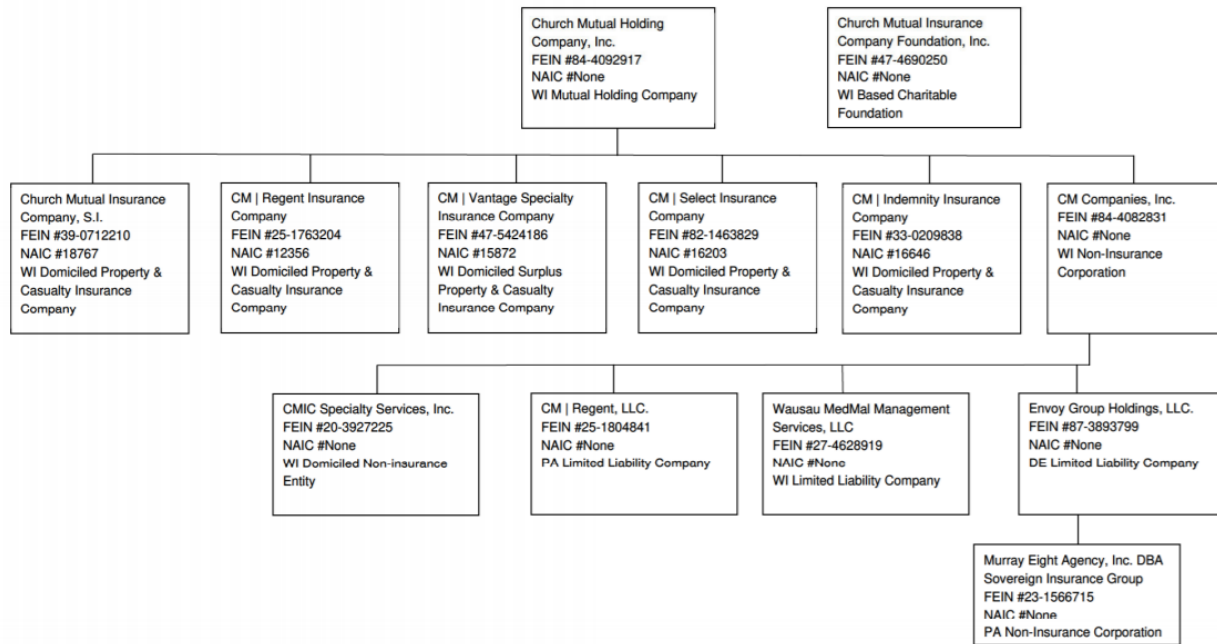 Church Mutual Holding
Company, Inc.
FEIN #84-4092917
NAIC #None
WI Mutual Holding Company
Church Mutual Insurance
Company Foundation, Inc.
FEIN #47-4690250
NAIC #None
WI Based Charitable
Foundation
Church Mutual Insurance
Company, S.I.
FEIN #39-0712210
NAIC #18767
WI Domiciled Property &
Casualty Insurance
Company
CM | Regent Insurance
Company
FEIN #25-1763204
NAIC #12356
WI Domiciled Property &
Casualty Insurance
Company
CM | Vantage Specialty
Insurance Company
FEIN #47-5424186
NAIC #15872
WI Domiciled Surplus
Property & Casualty
Insurance Company
CM | Select Insurance
Company
FEIN #82-1463829
NAIC #16203
WI Domiciled Property &
Casualty Insurance
Company
CM | Indemnity Insurance
Company
FEIN #33-0209838
NAIC #16646
WI Domiciled Property &
Casualty Insurance
Company
CM Companies, Inc.
FEIN #84-4082831
NAIC #None
WI Non-Insurance
Corporation
CMIC Specialty Services, Inc.
FEIN #20-3927225
NAIC #None
WI Domiciled Non-insurance
Entity
CM | Regent, LLC.
FEIN #25-1804841
NAIC #None
PA Limited Liability Company
Wausau MedMal Management
Services, LLC
FEIN #27-4628919
NAIC #None
WI Limited Liability Company
Envoy Group Holdings, LLC.
FEIN #87-3893799
NAIC #None
DE Limited Liability Company
Murray Eight Agency, Inc. DBA
Sovereign Insurance Group
FEIN #23-1566715
NAIC #None
PA Non-Insurance Corporation